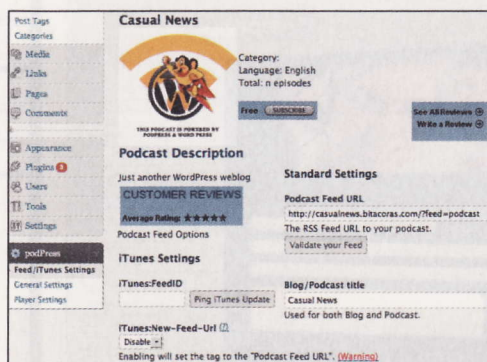 Post Tags
Categories
Media
Links
Pages
Comments
Appearance
Plugins 3
Users
Tools
Settings
podPress
Feed/iTunes Settings
General Settings
Player Settings
Casual News
THIS PODCAST IS POWERED BY
PODPRESS & WORD PRESS
Category:
Language: English
Total: n episodes
Free SUBSCRIBE
See All Reviews
Write a Review
Podcast Description
Just another WordPress weblog
CUSTOMER REVIEWS
Average Rating: ★★★★★
Podcast Feed Options
iTunes Settings
iTunes:FeedID
Ping iTunes Update
iTunes:New-Feed-Url (?)
Disable
Enabling will set the tag to the "Podcast Feed URL". (Warning)
Standard Settings
Podcast Feed URL
http://casualnews.bitacoras.com/?feed=podcast
The RSS Feed URL to your podcast.
Validate your Feed
Blog/Podcast title
Casual News
Used for both Blog and Podcast.